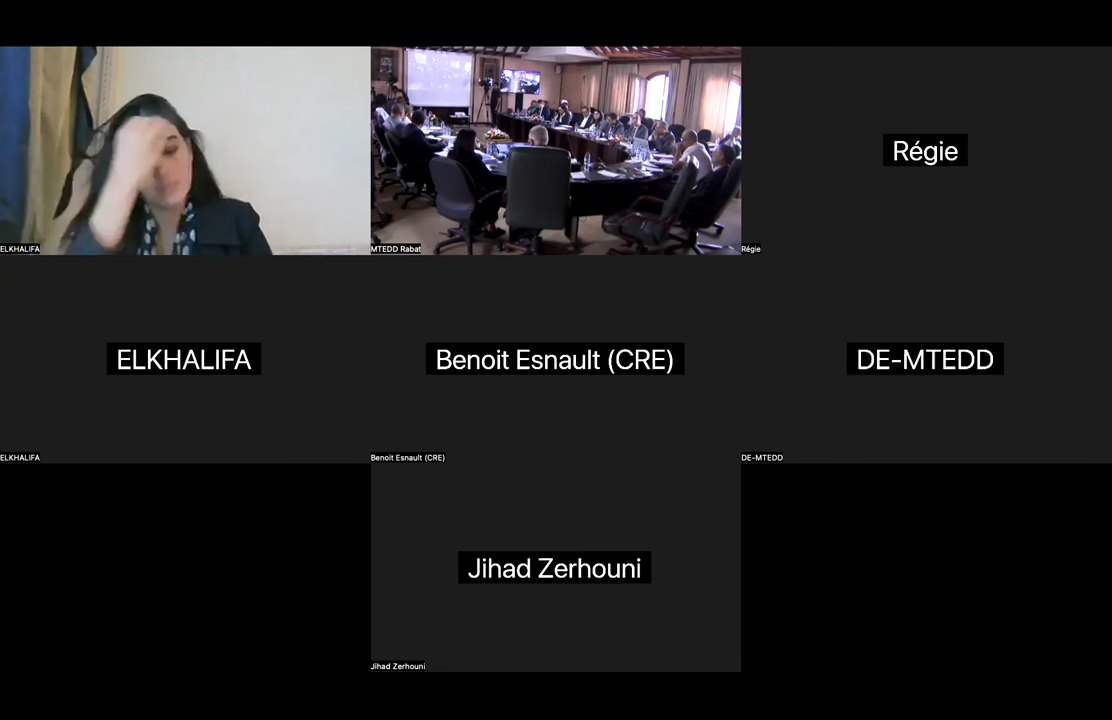 ELKHALIFA
MTEDD Rabat
Régie
Régie
ELKHALIFA
ELKHALIFA
Benoit Esnault (CRE)
Benoit Esnault (CRE)
DE-MTEDD
DE-MTEDD
Jihad Zerhouni
Jihad Zerhouni